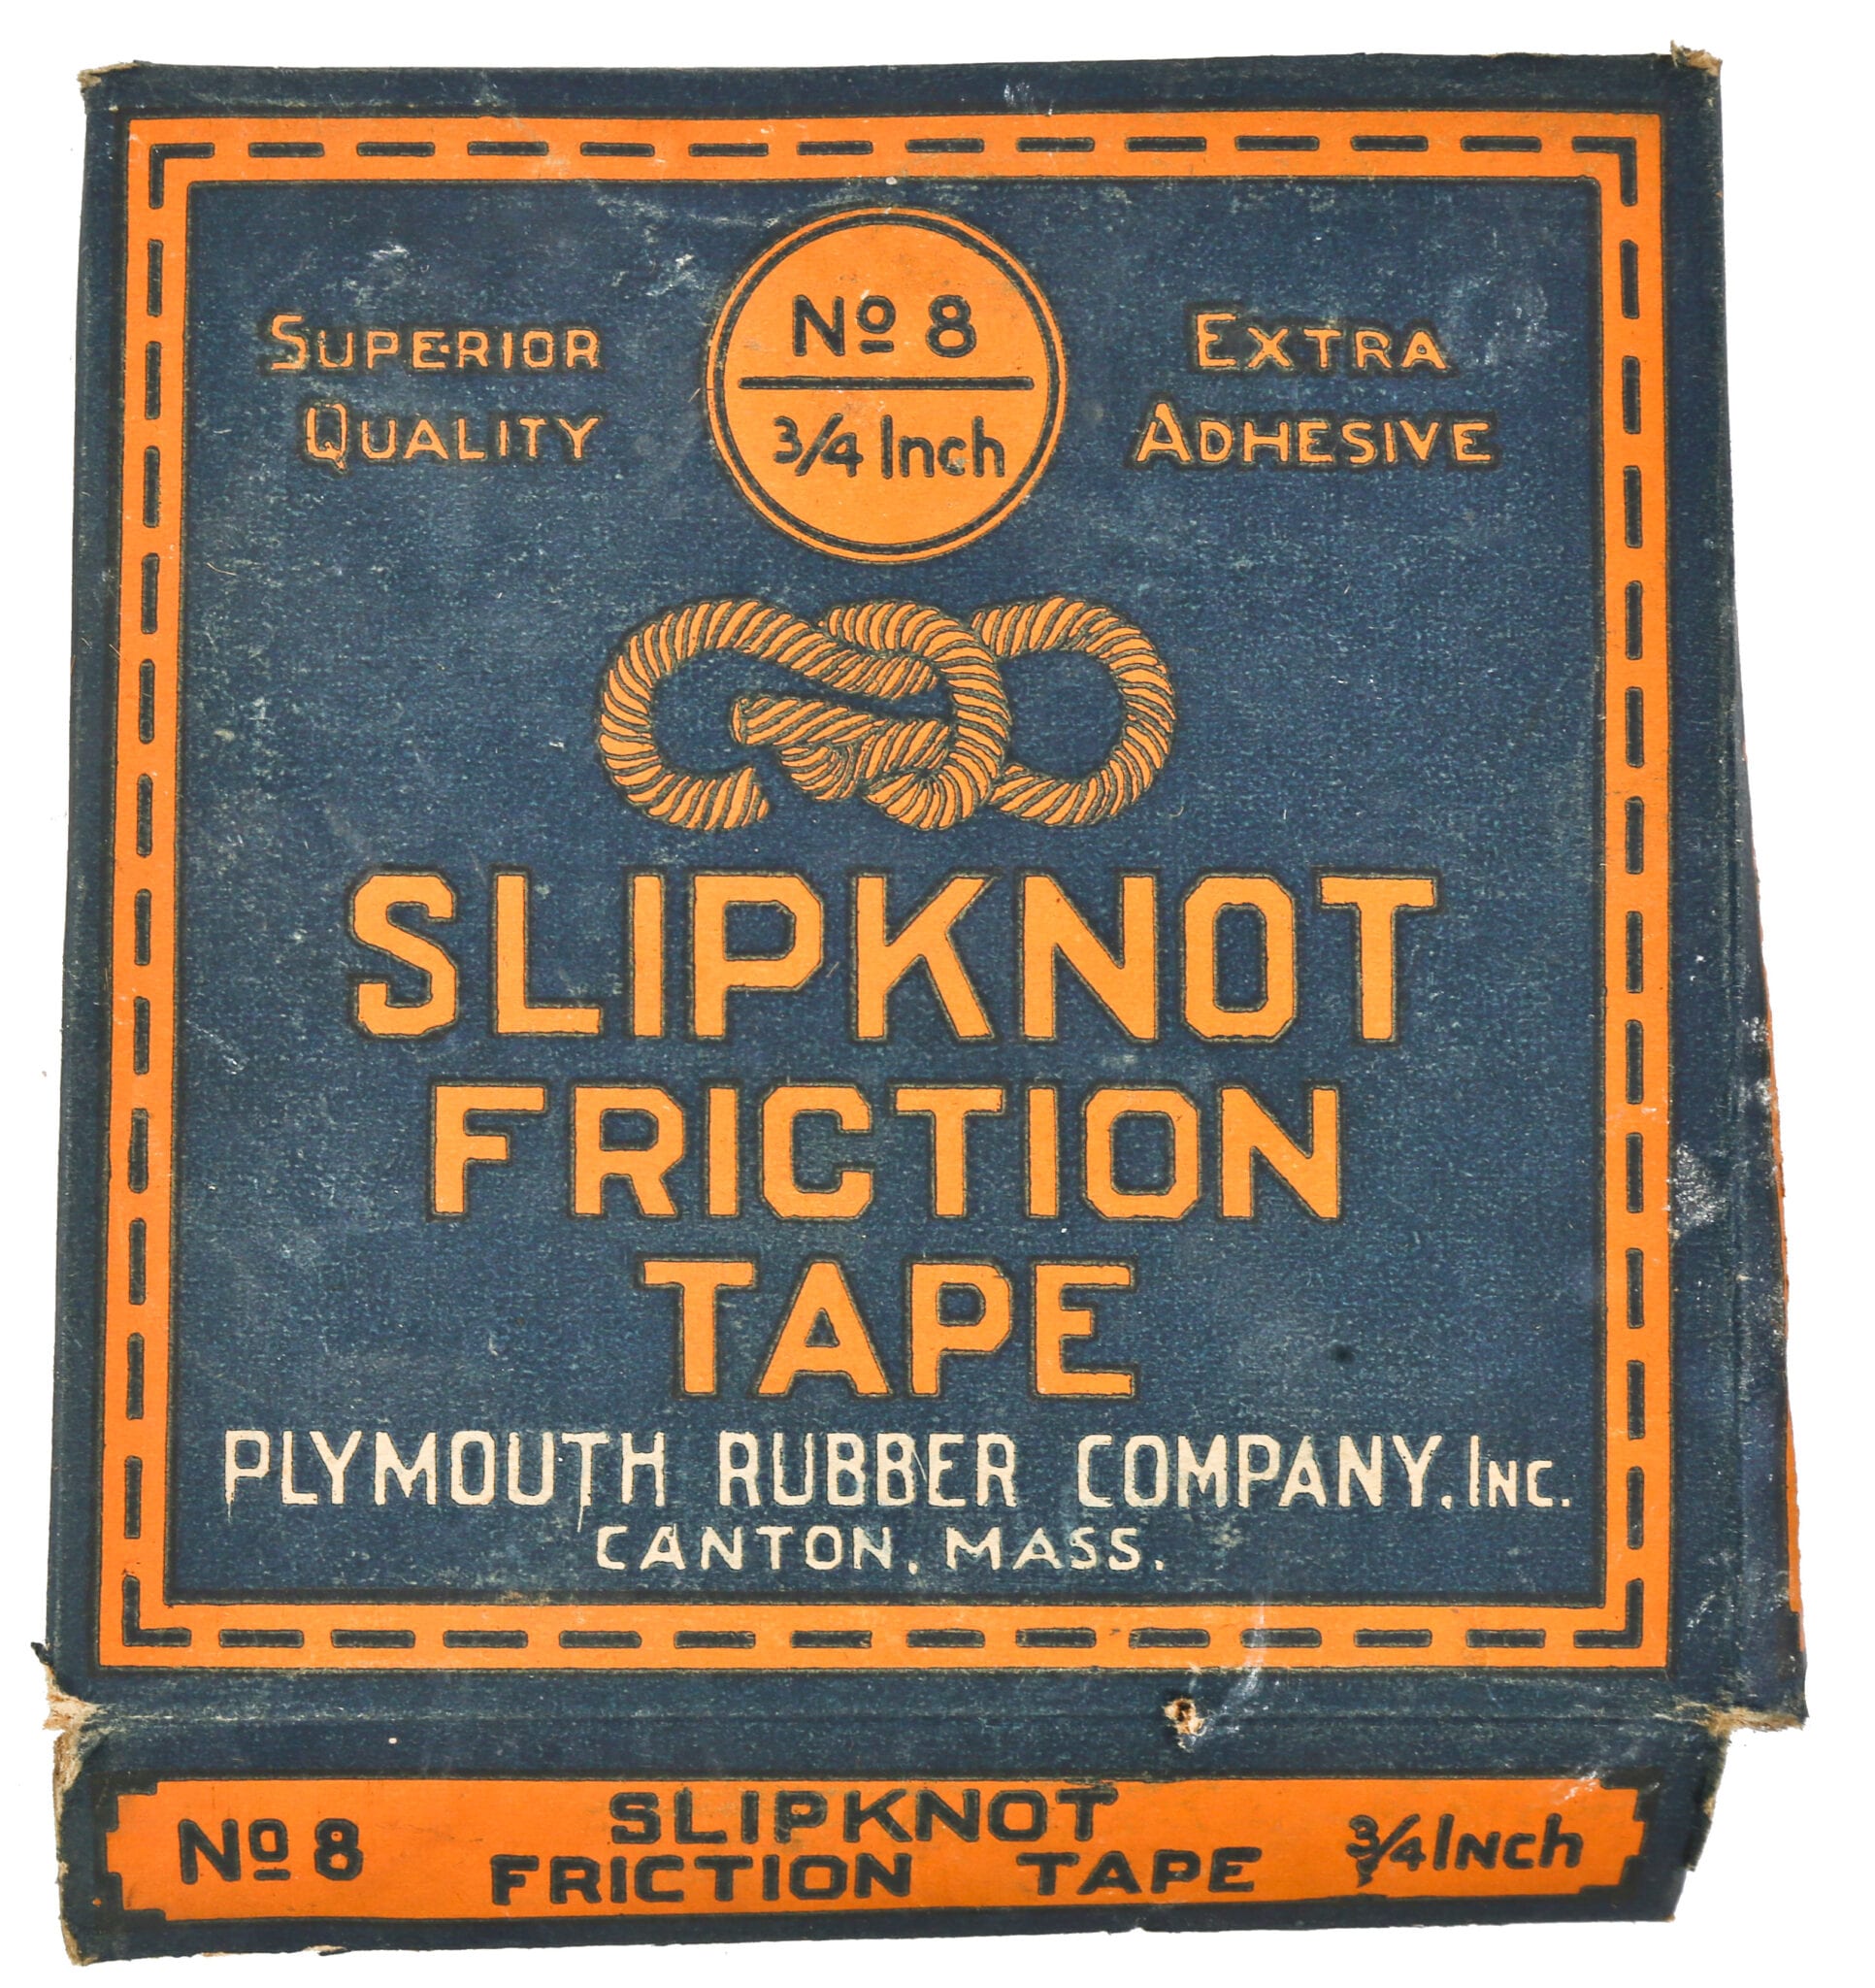 No 8
3/4 Inch
SUPERIOR
QUALITY
EXTRA
ADHESIVE
SLIPKNOT
FRICTION
TAPE
PLYMOUTH RUBBER COMPANY, INC.
CANTON, MASS.
No 8
SLIPKNOT
FRICTION TAPE
3/4 INch